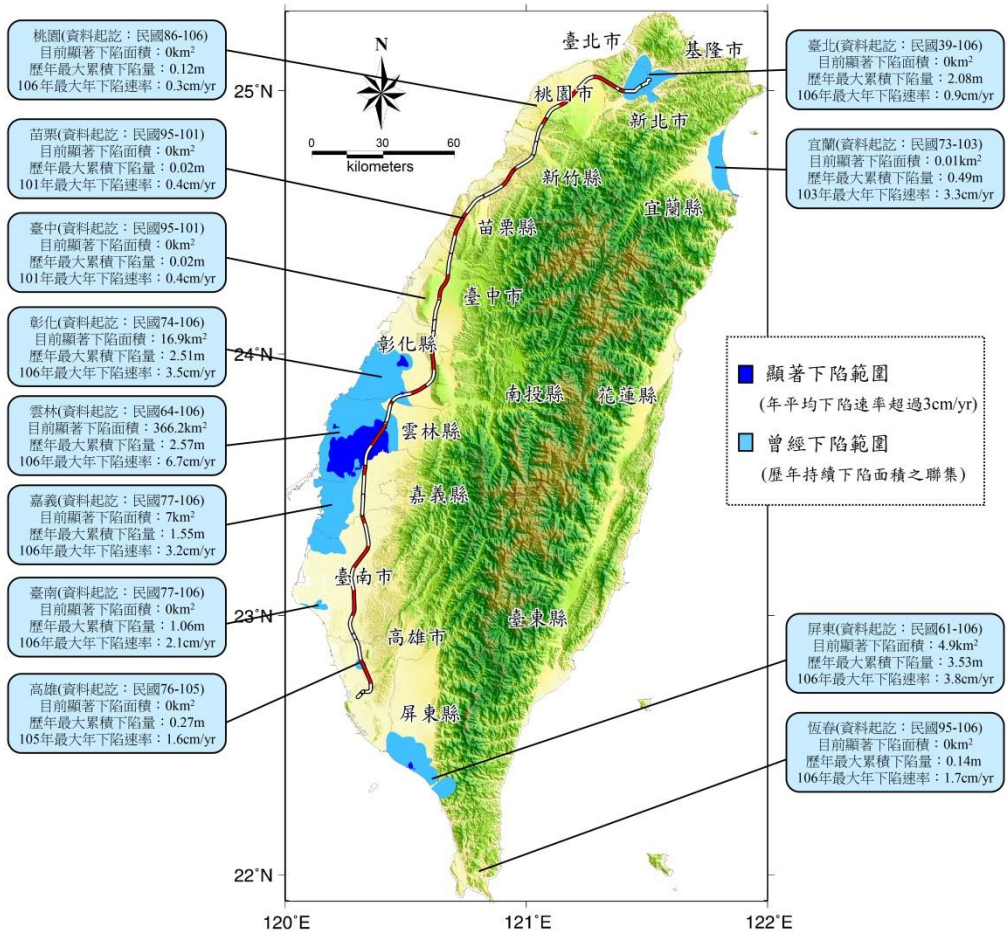 桃園(資料起訖：民國86-106)
目前顯著下陷面積：0km²
歷年最大累積下陷量：0.12m
106年最大年下陷速率：0.3cm/yr
苗栗(資料起訖：民國95-101)
目前顯著下陷面積：0km²
歷年最大累積下陷量：0.02m
101年最大年下陷速率：0.4cm/yr
臺中(資料起訖：民國95-101)
目前顯著下陷面積：0km²
歷年最大累積下陷量：0.02m
101年最大年下陷速率：0.4cm/yr
彰化(資料起訖：民國74-106)
目前顯著下陷面積：16.9km²
歷年最大累積下陷量：2.51m
106年最大年下陷速率：3.5cm/yr
雲林(資料起訖：民國64-106)
目前顯著下陷面積：366.2km²
歷年最大累積下陷量：2.57m
106年最大年下陷速率：6.7cm/yr
嘉義(資料起訖：民國77-106)
目前顯著下陷面積：7km²
歷年最大累積下陷量：1.55m
106年最大年下陷速率：3.2cm/yr
臺南(資料起訖：民國77-106)
目前顯著下陷面積：0km²
歷年最大累積下陷量：1.06m
106年最大年下陷速率：2.1cm/yr
高雄(資料起訖：民國76-105)
目前顯著下陷面積：0km²
歷年最大累積下陷量：0.27m
105年最大年下陷速率：1.6cm/yr
N
0 30 60
kilometers
25°N
24°N
23°N
22°N
120°E
121°E
122°E
臺北市
基隆市
桃園市
新北市
新竹縣
宜蘭縣
苗栗縣
臺中市
彰化縣
南投縣
花蓮縣
雲林縣
嘉義縣
臺南市
高雄市
臺東縣
屏東縣
臺北(資料起訖：民國39-106)
目前顯著下陷面積：0km²
歷年最大累積下陷量：2.08m
106年最大年下陷速率：0.9cm/yr
宜蘭(資料起訖：民國73-103)
目前顯著下陷面積：0.01km²
歷年最大累積下陷量：0.49m
103年最大年下陷速率：3.3cm/yr
顯著下陷範圍
(年平均下陷速率超過3cm/yr)
曾經下陷範圍
(歷年持續下陷面積之聯集)
屏東(資料起訖：民國61-106)
目前顯著下陷面積：4.9km²
歷年最大累積下陷量：3.53m
106年最大年下陷速率：3.8cm/yr
恆春(資料起訖：民國95-106)
目前顯著下陷面積：0km²
歷年最大累積下陷量：0.14m
106年最大年下陷速率：1.7cm/yr